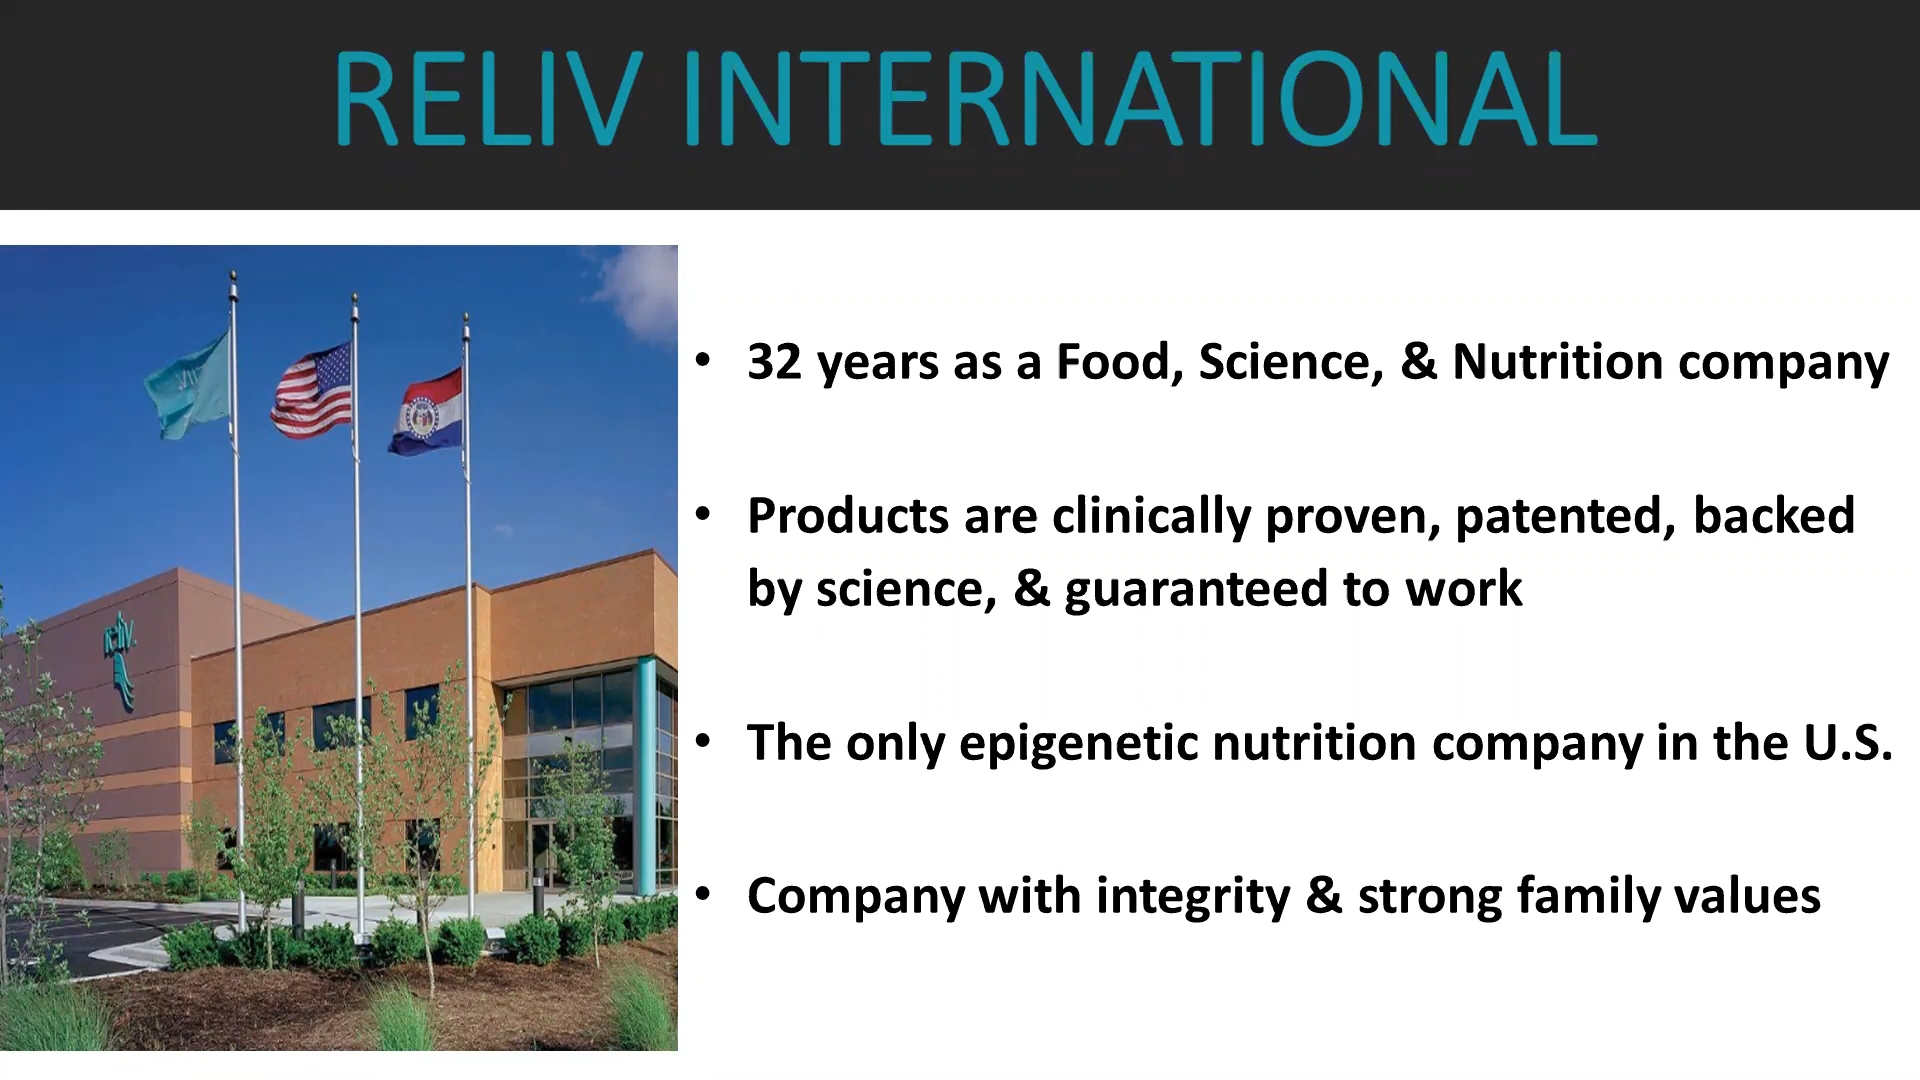 RELIV INTERNATIONAL
reliv
• 32 years as a Food, Science, & Nutrition company
• Products are clinically proven, patented, backed
by science, & guaranteed to work
• The only epigenetic nutrition company in the U.S.
• Company with integrity & strong family values